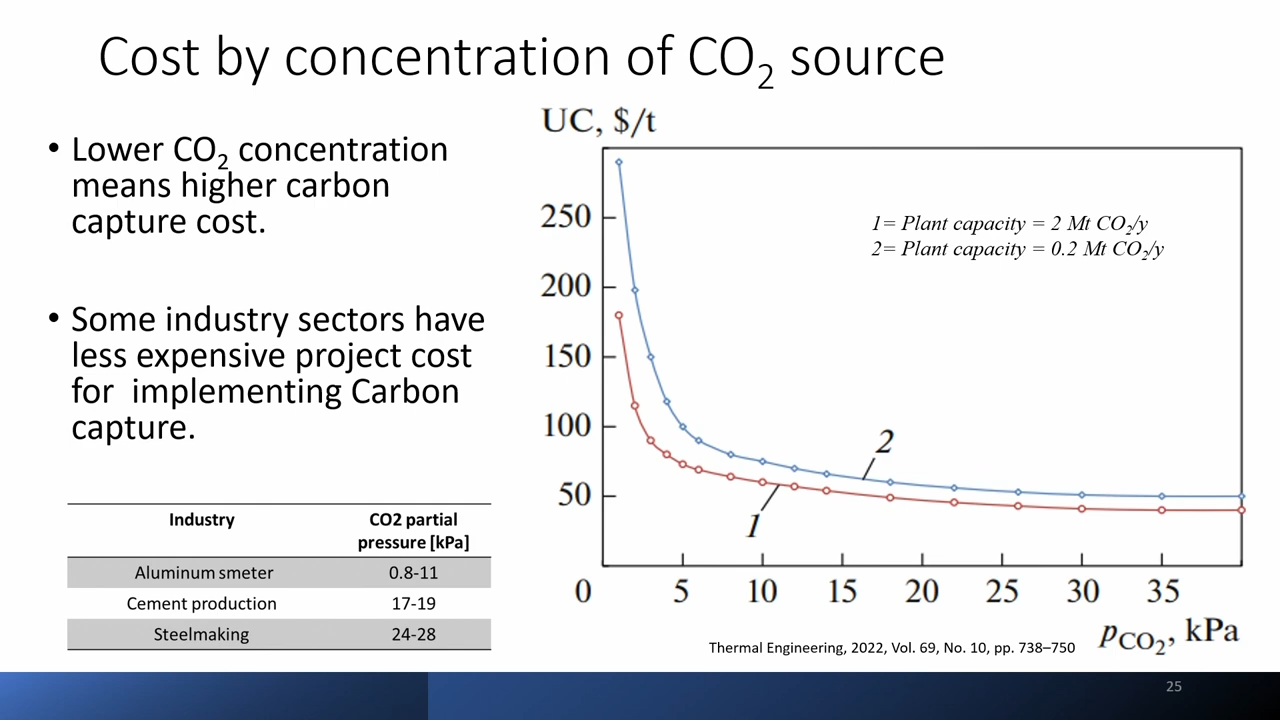 Cost by concentration of CO2 source
• Lower CO2 concentration
means higher carbon
capture cost.
• Some industry sectors have
less expensive project cost
for  implementing Carbon
capture.
Industry CO2 partial
pressure [kPa]
Aluminum smeter 0.8-11
Cement production 17-19
Steelmaking 24-28
UC, $/t
250
200
150
100
50
0 5 10 15 20 25 30 35
pCO2, kPa
1= Plant capacity = 2 Mt CO2/y
2= Plant capacity = 0.2 Mt CO2/y
2
1
Thermal Engineering, 2022, Vol. 69, No. 10, pp. 738–750
25